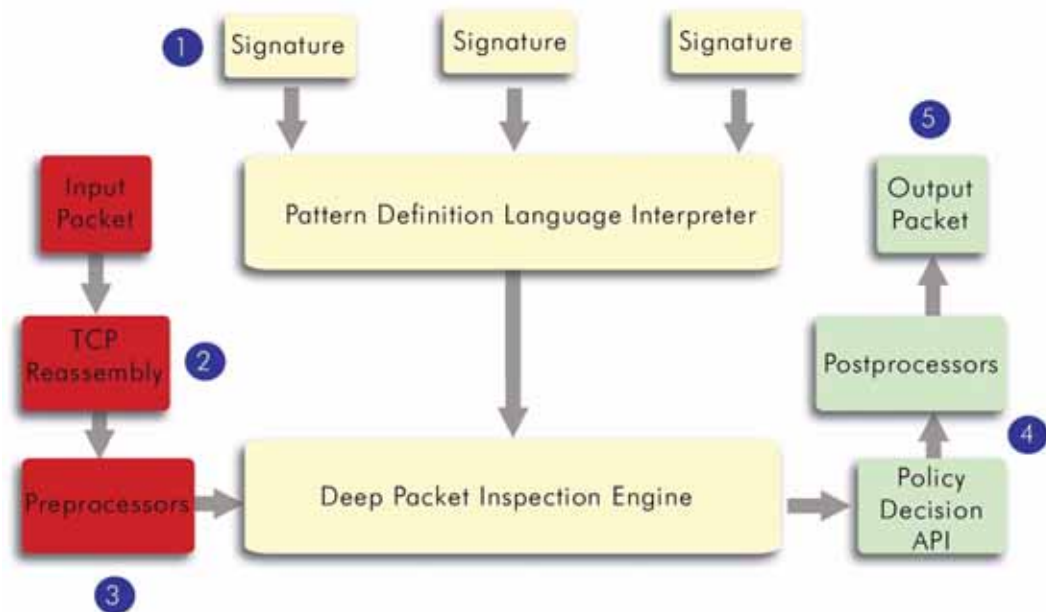 1
Signature
Signature
Signature
5
Input
Packet
Pattern Definition Language Interpreter
Output
Packet
TCP
Reassembly
2
Postprocessors
4
Preprocessors
Deep Packet Inspection Engine
Policy
Decision
API
3